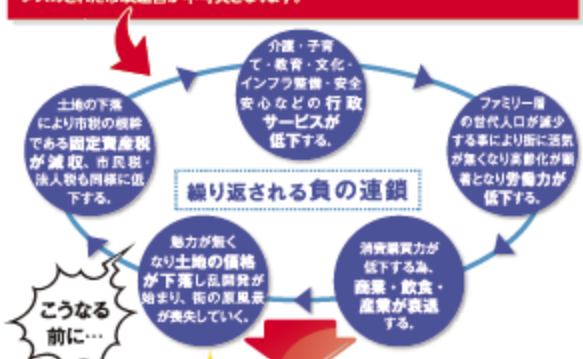 介護・子育
て・教育・文化・
インフラ整備・安全
安心などの行政
サービスが
低下する。
土地の下落
により市税の根幹
である固定資産税
が減収、市民税・
法人税も同様に低
下する。
ファミリー層
の世代人口が減少
する事により街に活気
が無くなり高齢化が顕
著となり労働力が
低下する。
繰り返される負の連鎖
魅力が無く
なり土地の価格
が下落し乱開発が
始まり、街の原風景
が喪失していく。
消費購買力が
低下する為、
商業・飲食・
産業が衰退
する。
こうなる
前に…